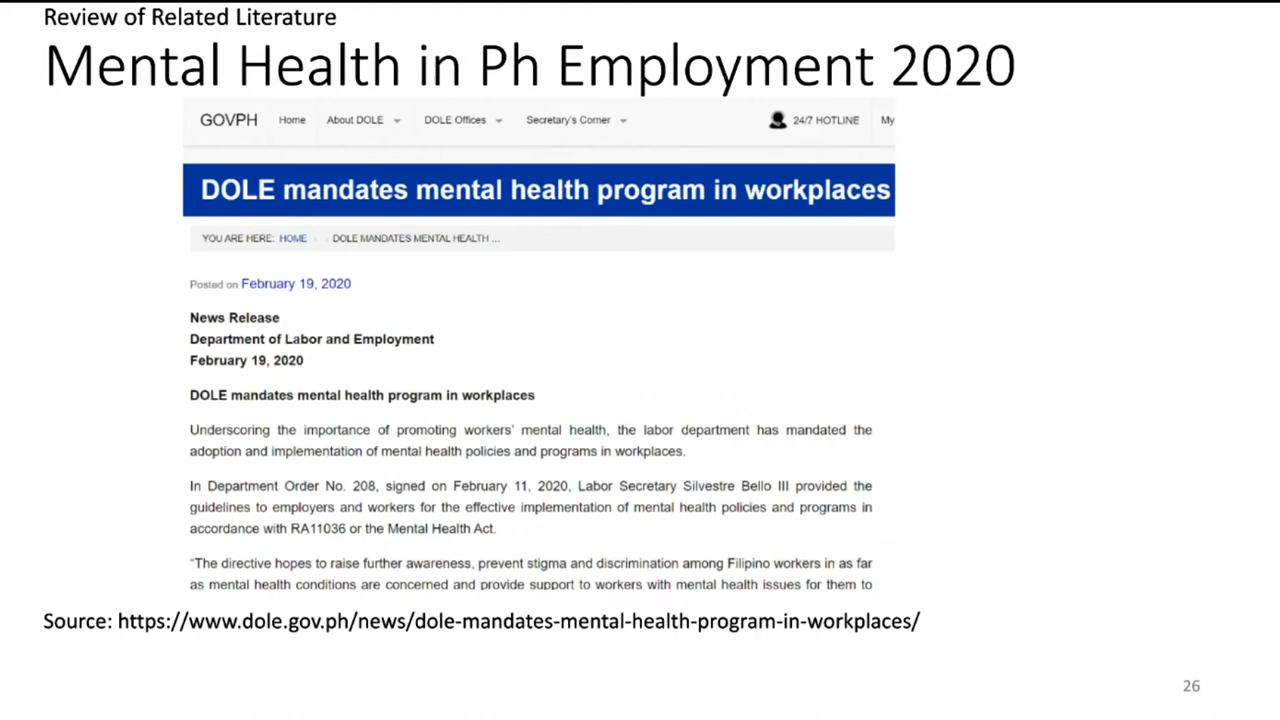 Review of Related Literature
Mental Health in Ph Employment 2020
GOVPH Home About DOLE DOLE Offices Secretary's Corner 24/7 HOTLINE My
DOLE mandates mental health program in workplaces
YOU ARE HERE: HOME DOLE MANDATES MENTAL HEALTH ...
Posted on February 19, 2020
News Release
Department of Labor and Employment
February 19, 2020
DOLE mandates mental health program in workplaces
Underscoring the importance of promoting workers' mental health, the labor department has mandated the
adoption and implementation of mental health policies and programs in workplaces.
In Department Order No. 208, signed on February 11, 2020, Labor Secretary Silvestre Bello III provided the
guidelines to employers and workers for the effective implementation of mental health policies and programs in
accordance with RA11036 or the Mental Health Act.
"The directive hopes to raise further awareness, prevent stigma and discrimination among Filipino workers in as far
as mental health conditions are concerned and provide support to workers with mental health issues for them to
Source: https://www.dole.gov.ph/news/dole-mandates-mental-health-program-in-workplaces/
26